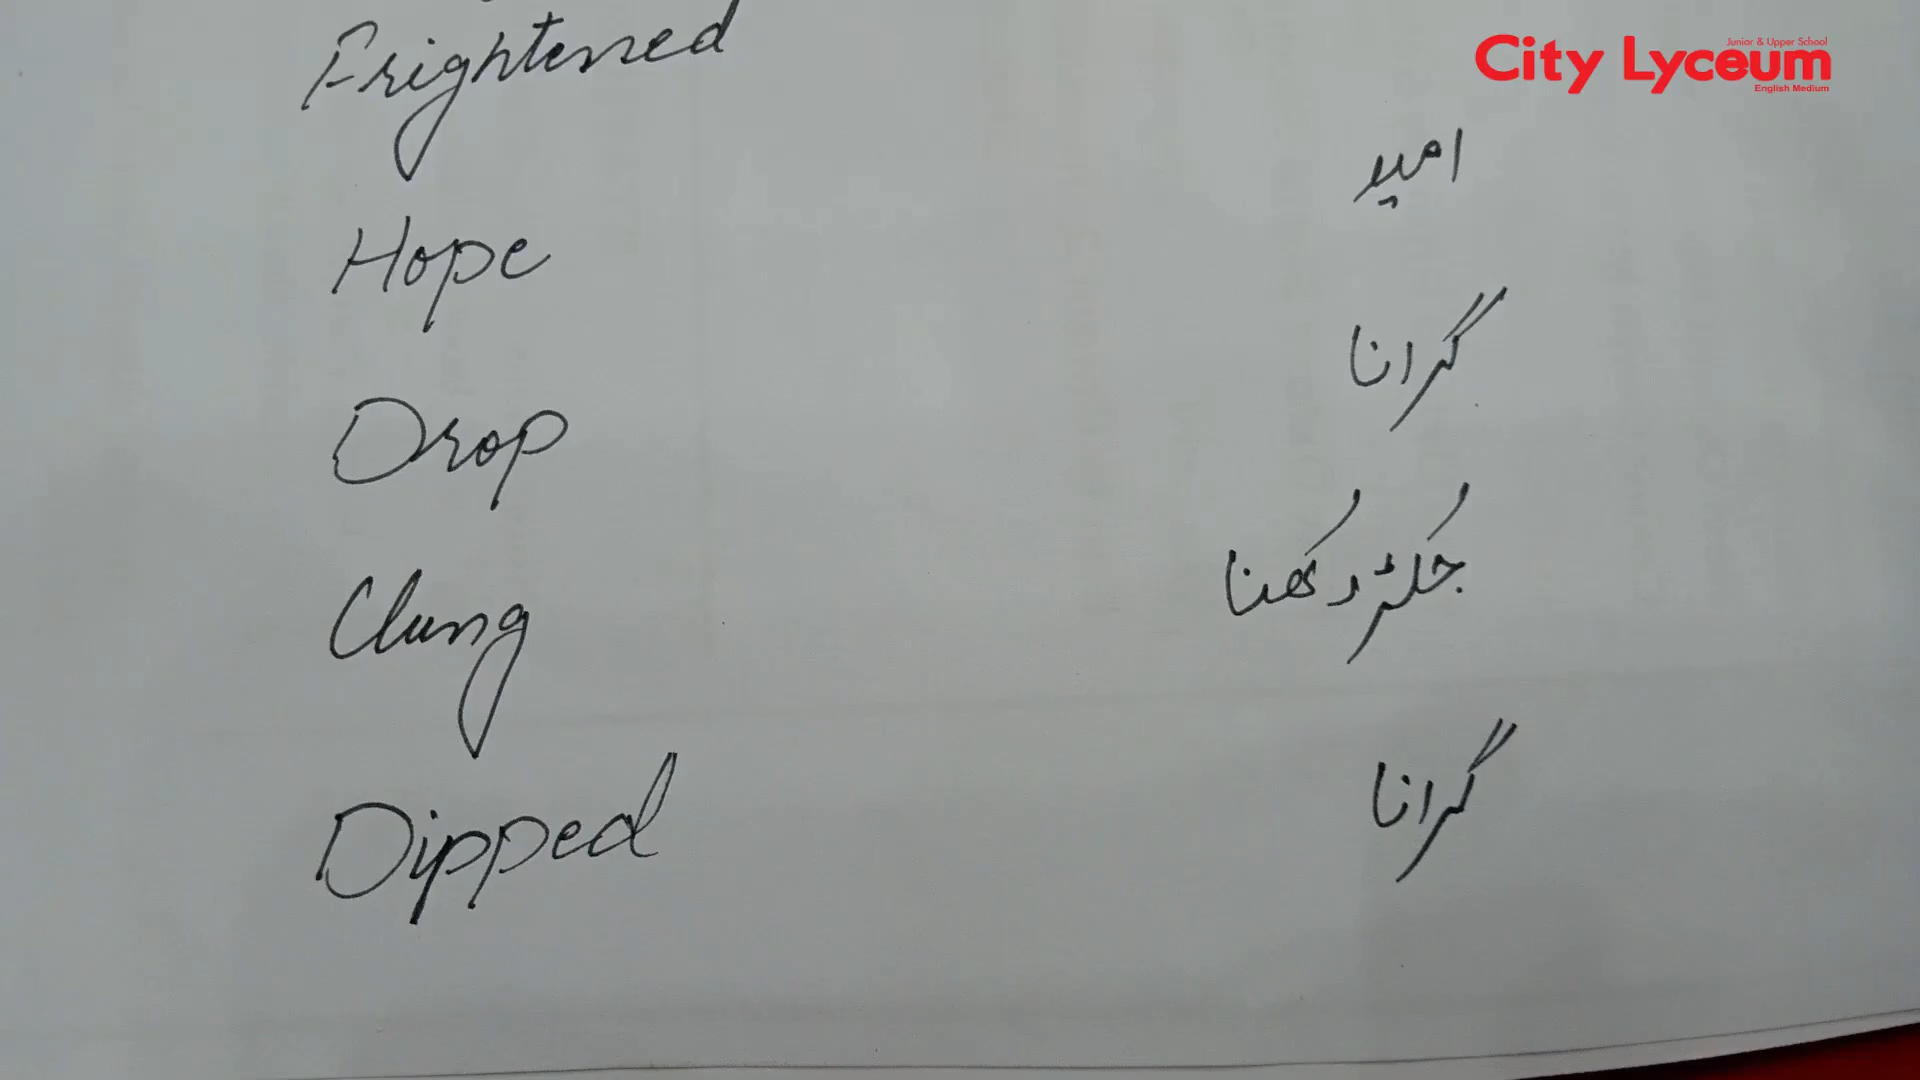 Junior & Upper School
City Lyceum
English Medium
Frightened
Hope امید
Drop گرانا
Clung جکڑ رکھنا
Dipped گرانا